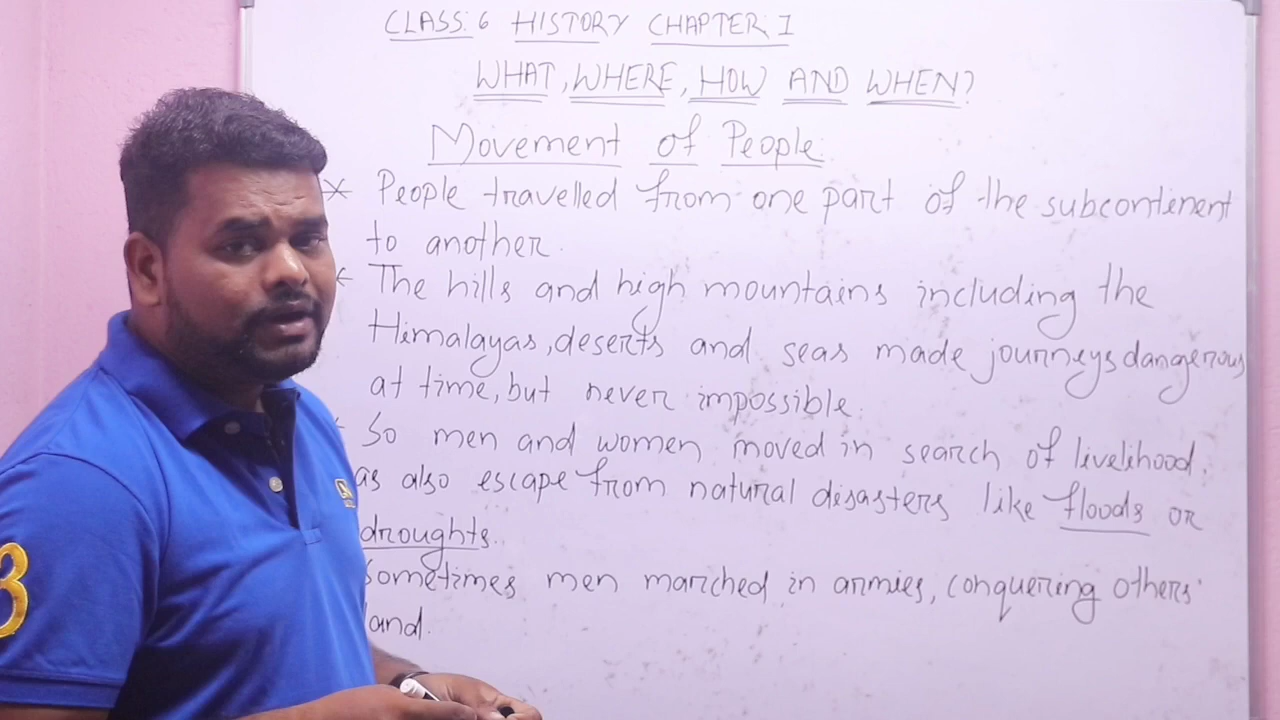 CLASS: 6 HISTORY CHAPTER: I
WHAT, WHERE, HOW AND WHEN?
Movement of People:
* People travelled from one part of the subcontinent
to another.
* The hills and high mountains including the
Himalayas, deserts and seas made journeys dangerous
at time, but never impossible.
So men and women moved in search of livelihood,
as also escape from natural disasters like floods or
droughts.
Sometimes men marched in armies, conquering others'
land.
3